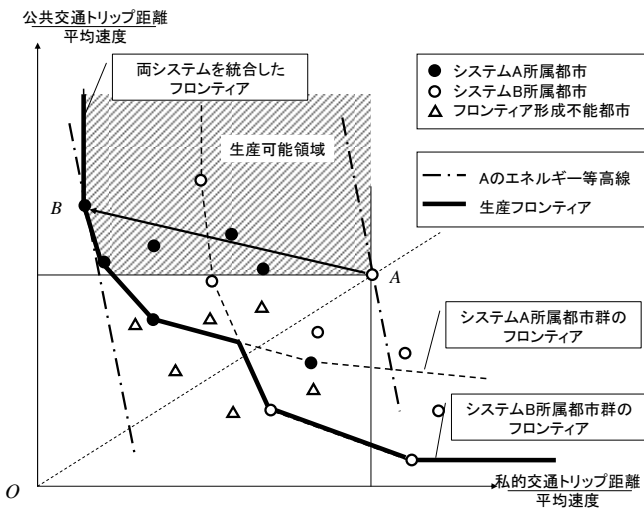 公共交通トリップ距離
平均速度
両システムを統合した
フロンティア
生産可能領域
システムA所属都市
システムB所属都市
フロンティア形成不能都市
Aのエネルギー等高線
生産フロンティア
B
A
システムA所属都市群の
フロンティア
システムB所属都市群の
フロンティア
O
私的交通トリップ距離
平均速度